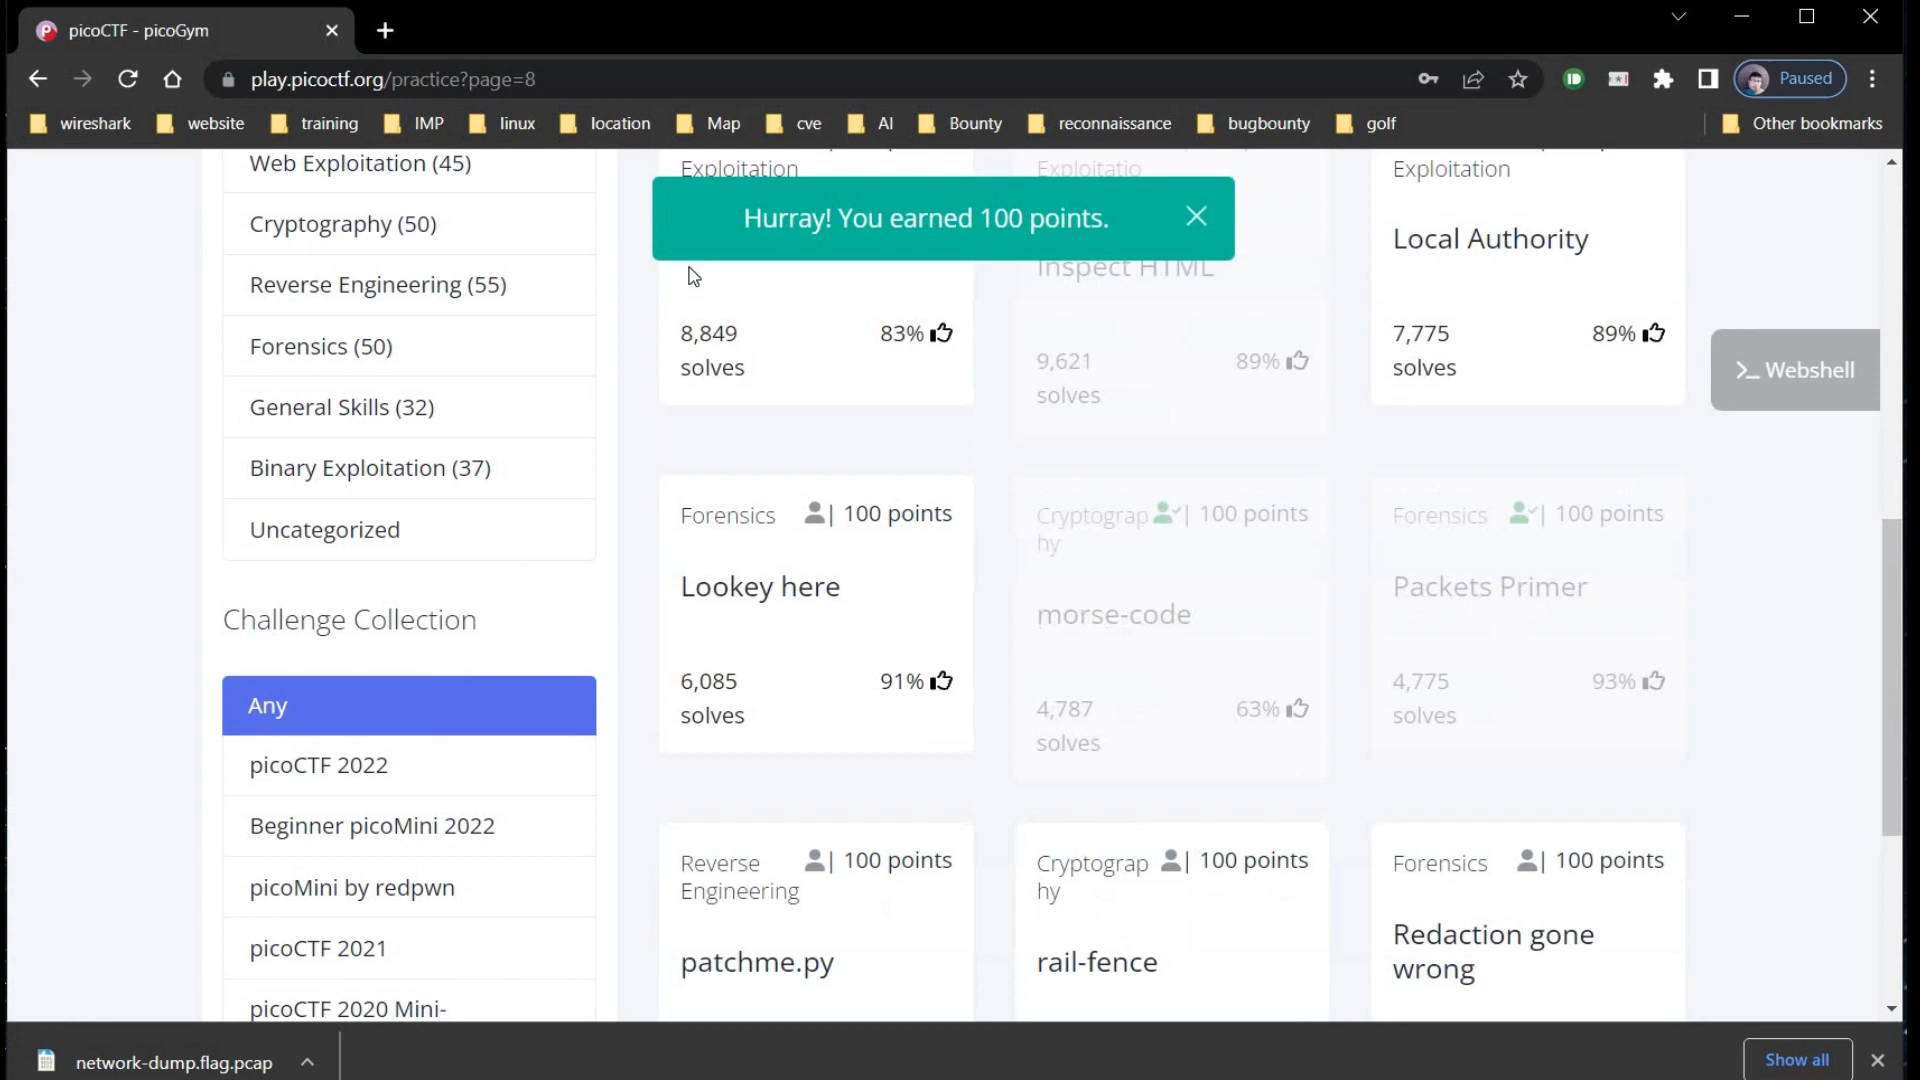 picoCTF - picoGym
play.picoctf.org/practice?page=8
Paused
wireshark
website
training
IMP
linux
location
Map
cve
AI
Bounty
reconnaissance
bugbounty
golf
Other bookmarks
Web Exploitation (45)
Cryptography (50)
Reverse Engineering (55)
Forensics (50)
General Skills (32)
Binary Exploitation (37)
Uncategorized
Challenge Collection
Any
picoCTF 2022
Beginner picoMini 2022
picoMini by redpwn
picoCTF 2021
picoCTF 2020 Mini-
Hurray! You earned 100 points.
Exploitation
8,849
solves
83%
Exploitatio
Inspect HTML
9,621
solves
89%
Exploitation
Local Authority
7,775
solves
89%
>_ Webshell
Forensics
| 100 points
Lookey here
6,085
solves
91%
Cryptograp
hy
| 100 points
morse-code
4,787
solves
63%
Forensics
| 100 points
Packets Primer
4,775
solves
93%
Reverse
Engineering
| 100 points
patchme.py
Cryptograp
hy
| 100 points
rail-fence
Forensics
| 100 points
Redaction gone
wrong
network-dump.flag.pcap
Show all